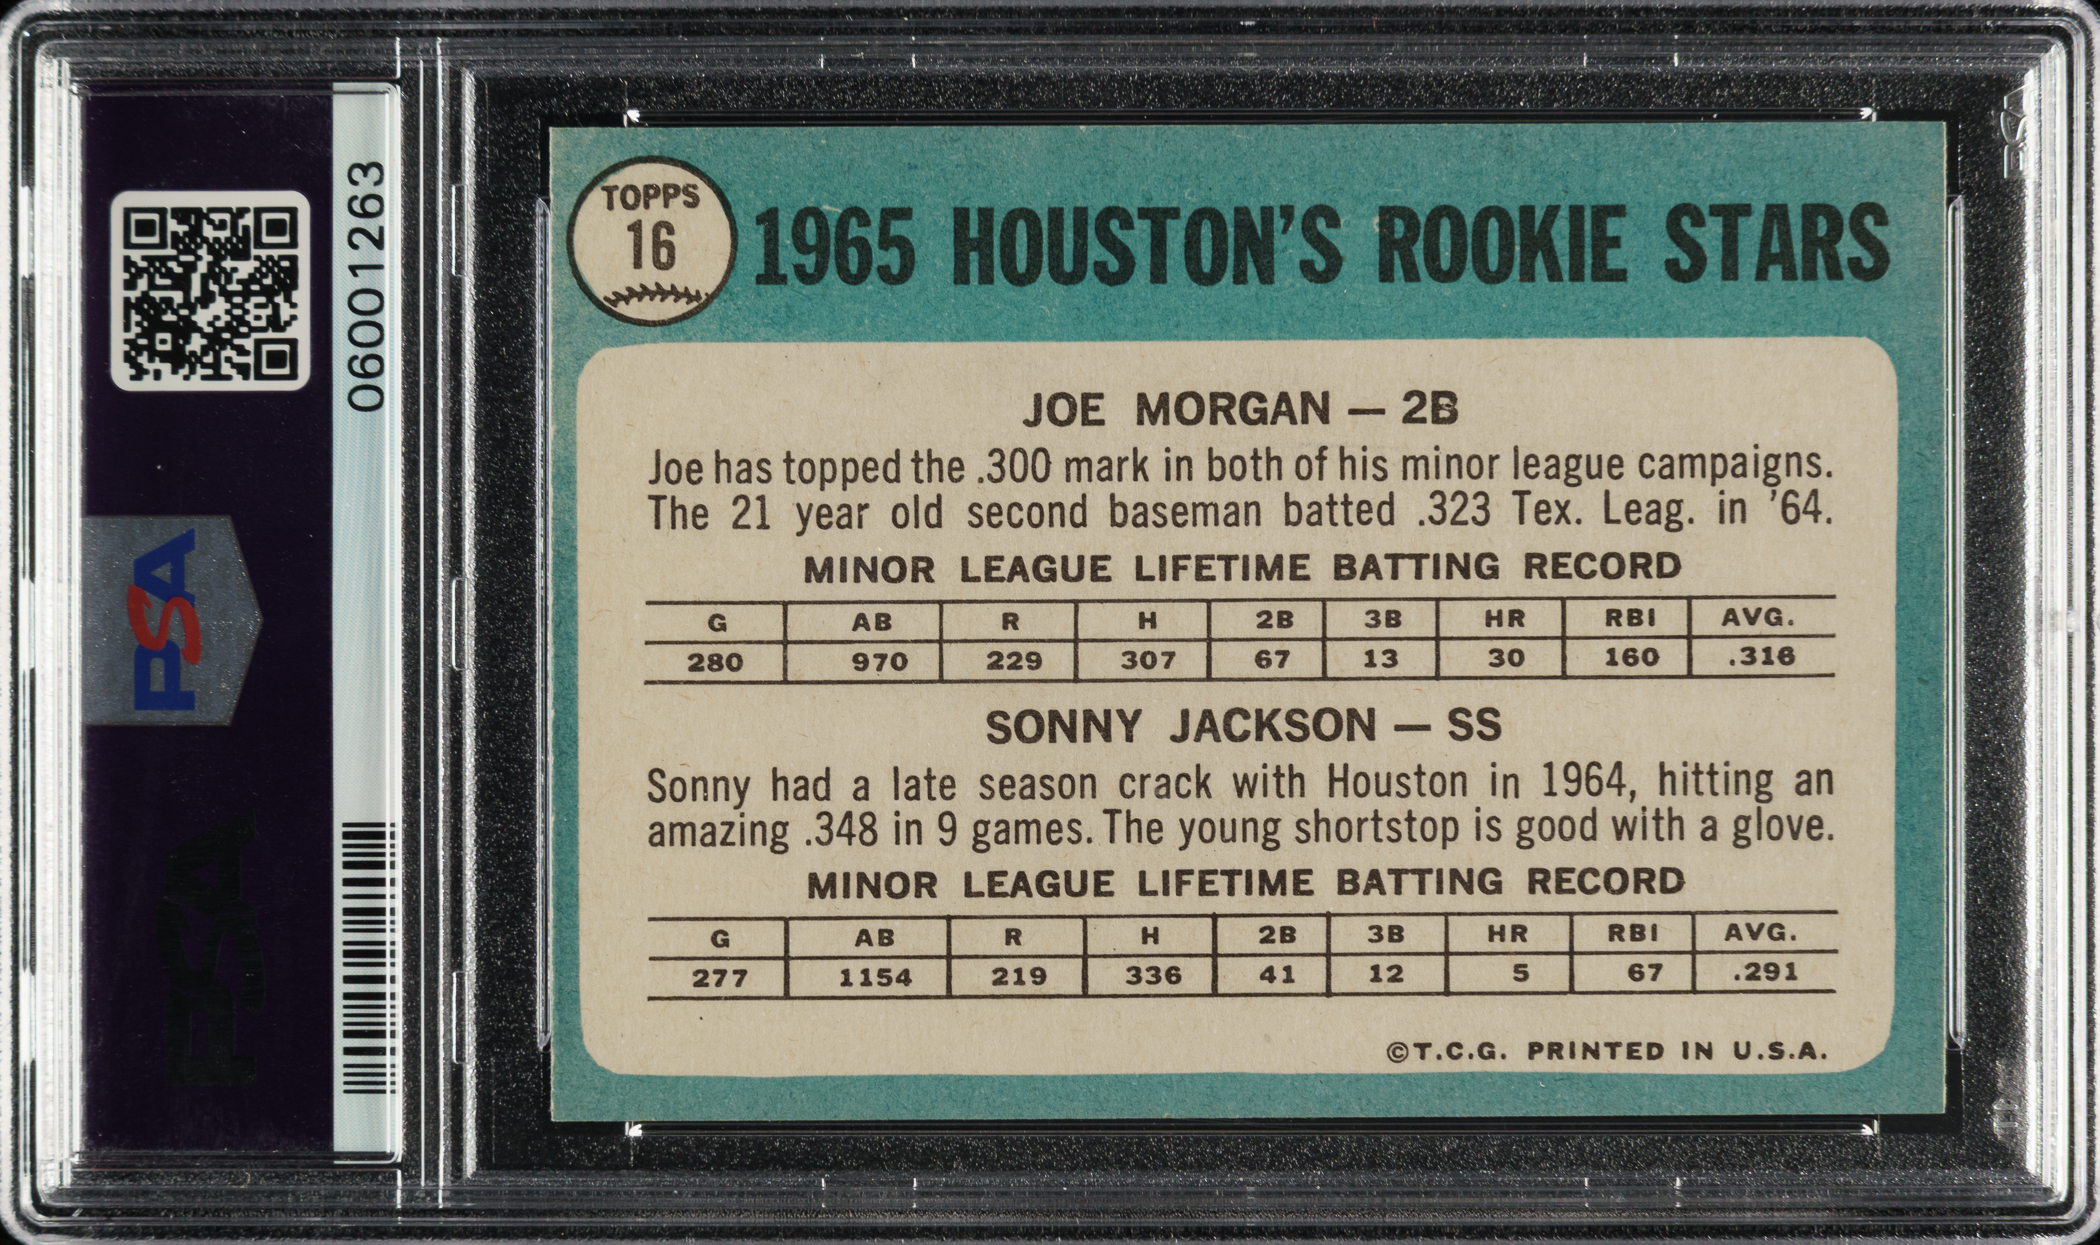 06001263
PSA
PSA
PSA
TOPPS
16
1965 HOUSTON'S ROOKIE STARS
JOE MORGAN — 2B
Joe has topped the .300 mark in both of his minor league campaigns.
The 21 year old second baseman batted .323 Tex. Leag. in '64.
MINOR LEAGUE LIFETIME BATTING RECORD
G AB R H 2B 3B HR RBI AVG.
280 970 229 307 67 13 30 160 .316
SONNY JACKSON — SS
Sonny had a late season crack with Houston in 1964, hitting an
amazing .348 in 9 games. The young shortstop is good with a glove.
MINOR LEAGUE LIFETIME BATTING RECORD
G AB R H 2B 3B HR RBI AVG.
277 1154 219 336 41 12 5 67 .291
©T.C.G. PRINTED IN U.S.A.